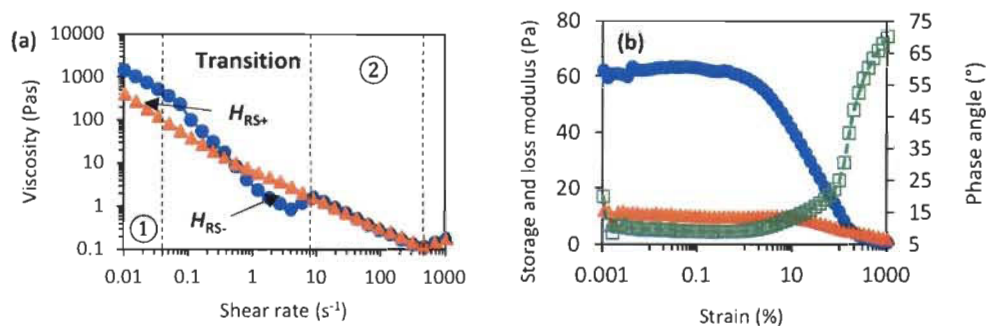 (a)
10000
1000
100
10
1
0.1
Viscosity (Pas)
Transition
②
①
H_RS+
H_RS-
0.01 0.1 1 10 100 1000
Shear rate (s⁻¹)
(b)
80
60
40
20
0
Storage and loss modulus (Pa)
75
65
55
45
35
25
15
5
Phase angle (°)
0.001 0.1 10 1000
Strain (%)